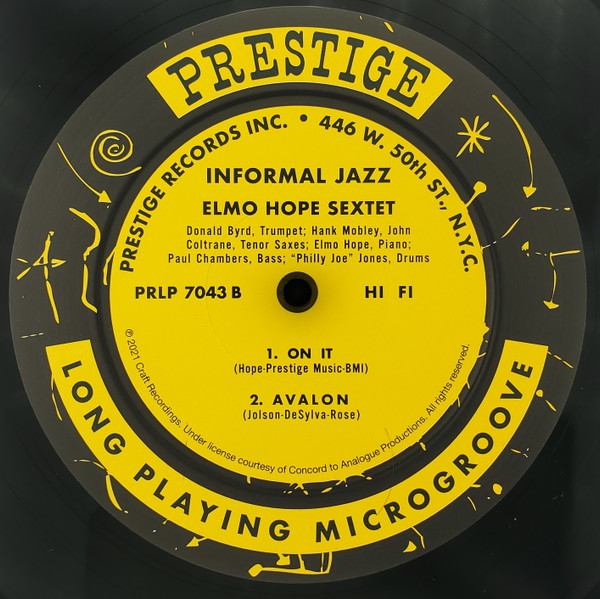 PRESTIGE
PRESTIGE RECORDS INC. • 446 W. 50th ST., N.Y.C.
INFORMAL JAZZ
ELMO HOPE SEXTET
Donald Byrd, Trumpet; Hank Mobley, John
Coltrane, Tenor Saxes; Elmo Hope, Piano;
Paul Chambers, Bass; "Philly Joe" Jones, Drums
PRLP 7043 B HI FI
1. ON IT
(Hope-Prestige Music-BMI)
2. AVALON
(Jolson-DeSylva-Rose)
℗ 2021 Craft Recordings. Under license courtesy of Concord to Analogue Productions. All rights reserved.
LONG PLAYING MICROGROOVE